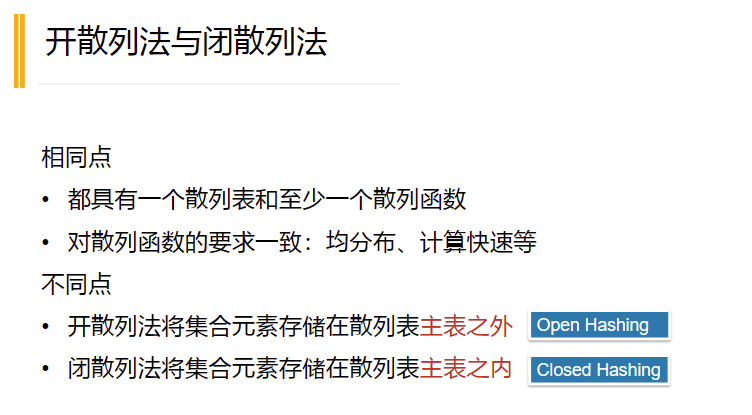 开散列法与闭散列法
相同点
• 都具有一个散列表和至少一个散列函数
• 对散列函数的要求一致：均分布、计算快速等
不同点
• 开散列法将集合元素存储在散列表主表之外 Open Hashing
• 闭散列法将集合元素存储在散列表主表之内 Closed Hashing